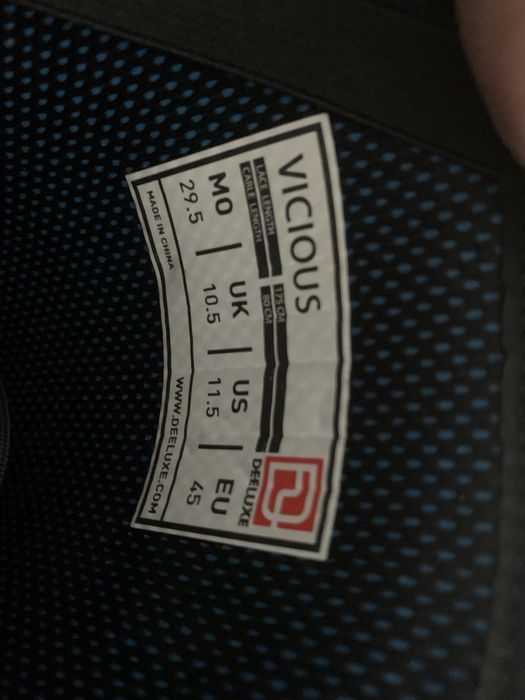 VICIOUS
LACE LENGTH 175 CM
CABLE LENGTH 80 CM
DEELUXE
MO | UK | US | EU
29.5 10.5 11.5 45
MADE IN CHINA WWW.DEELUXE.COM